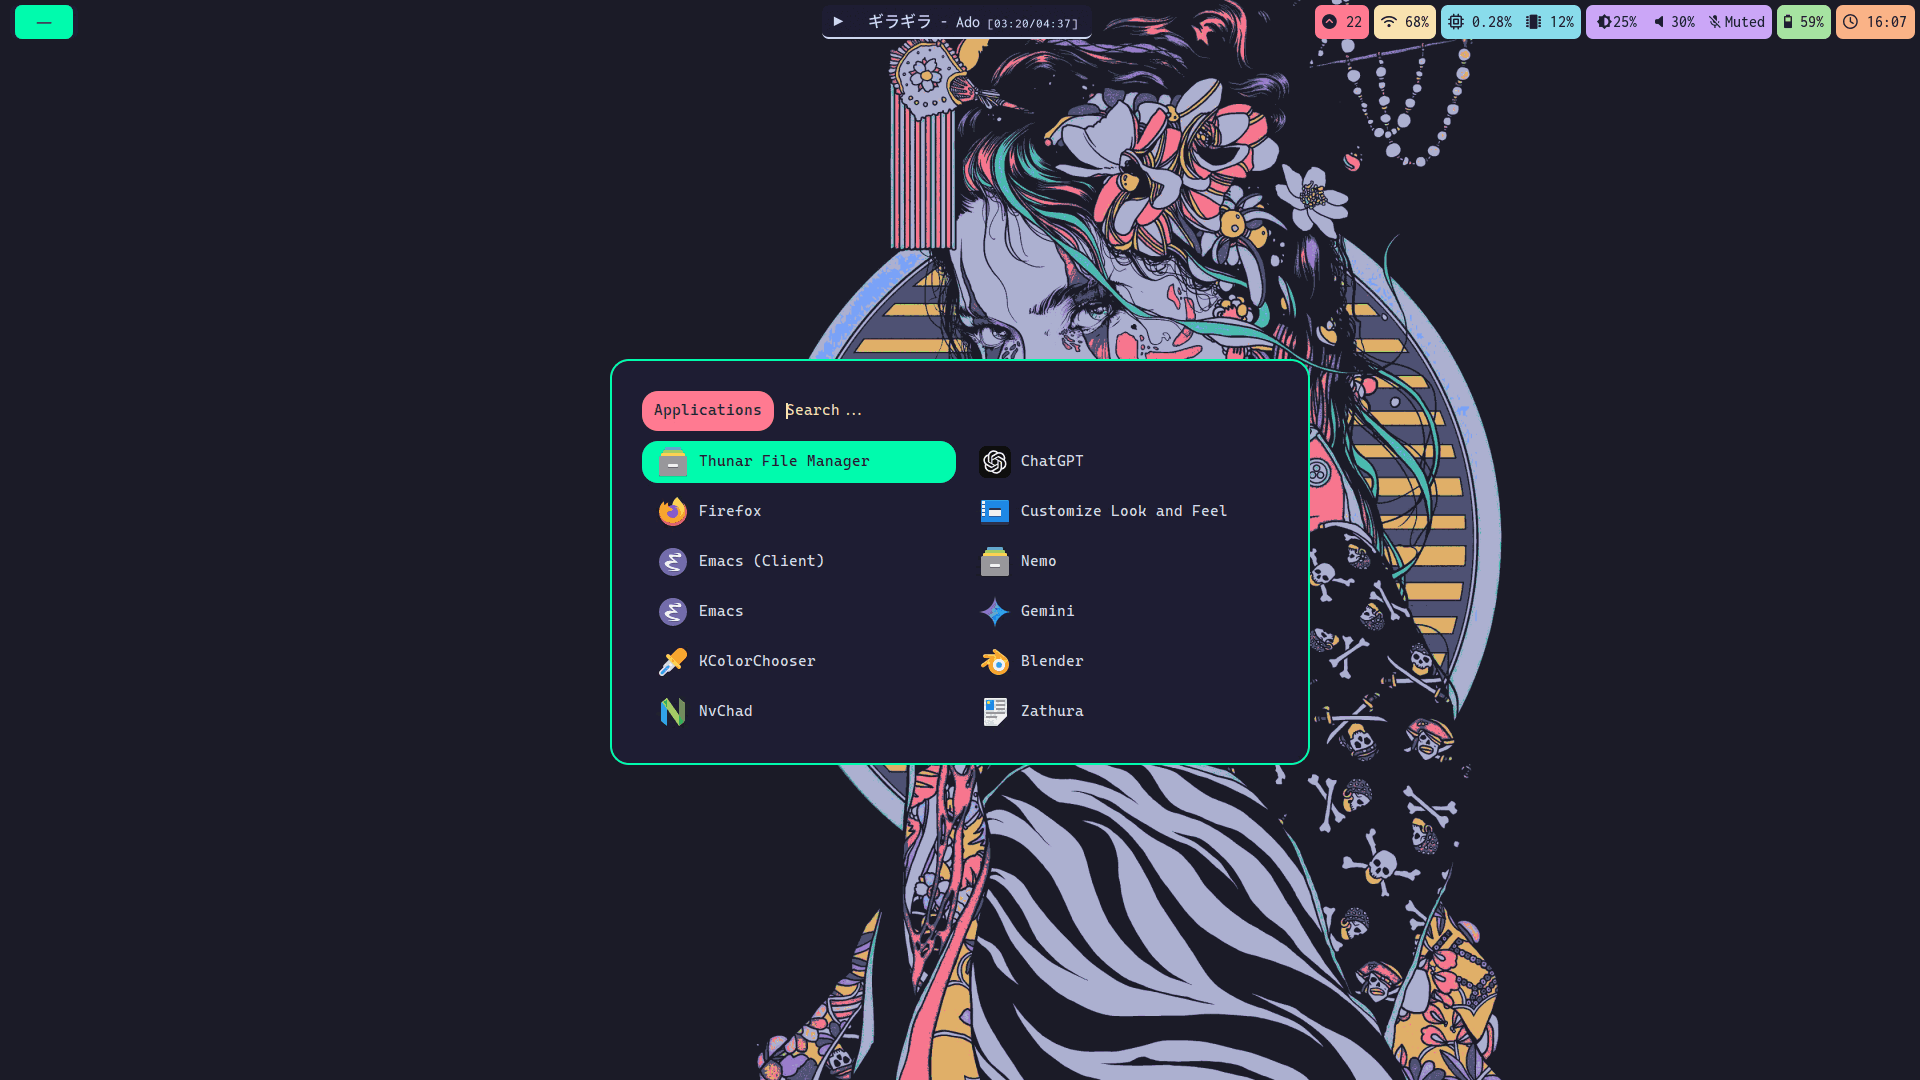 —
ギラギラ - Ado [03:20/04:37]
22 68% 0.28% 12% 25% 30% Muted 59% 16:07
Applications Search...
Thunar File Manager
ChatGPT
Firefox
Customize Look and Feel
Emacs (Client)
Nemo
Emacs
Gemini
KColorChooser
Blender
NvChad
Zathura